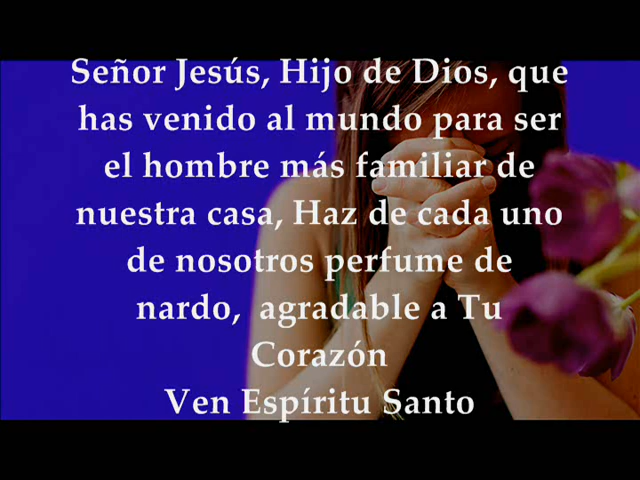 Señor Jesús, Hijo de Dios, que
has venido al mundo para ser
el hombre más familiar de
nuestra casa, Haz de cada uno
de nosotros perfume de
nardo,  agradable a Tu
Corazón
Ven Espíritu Santo